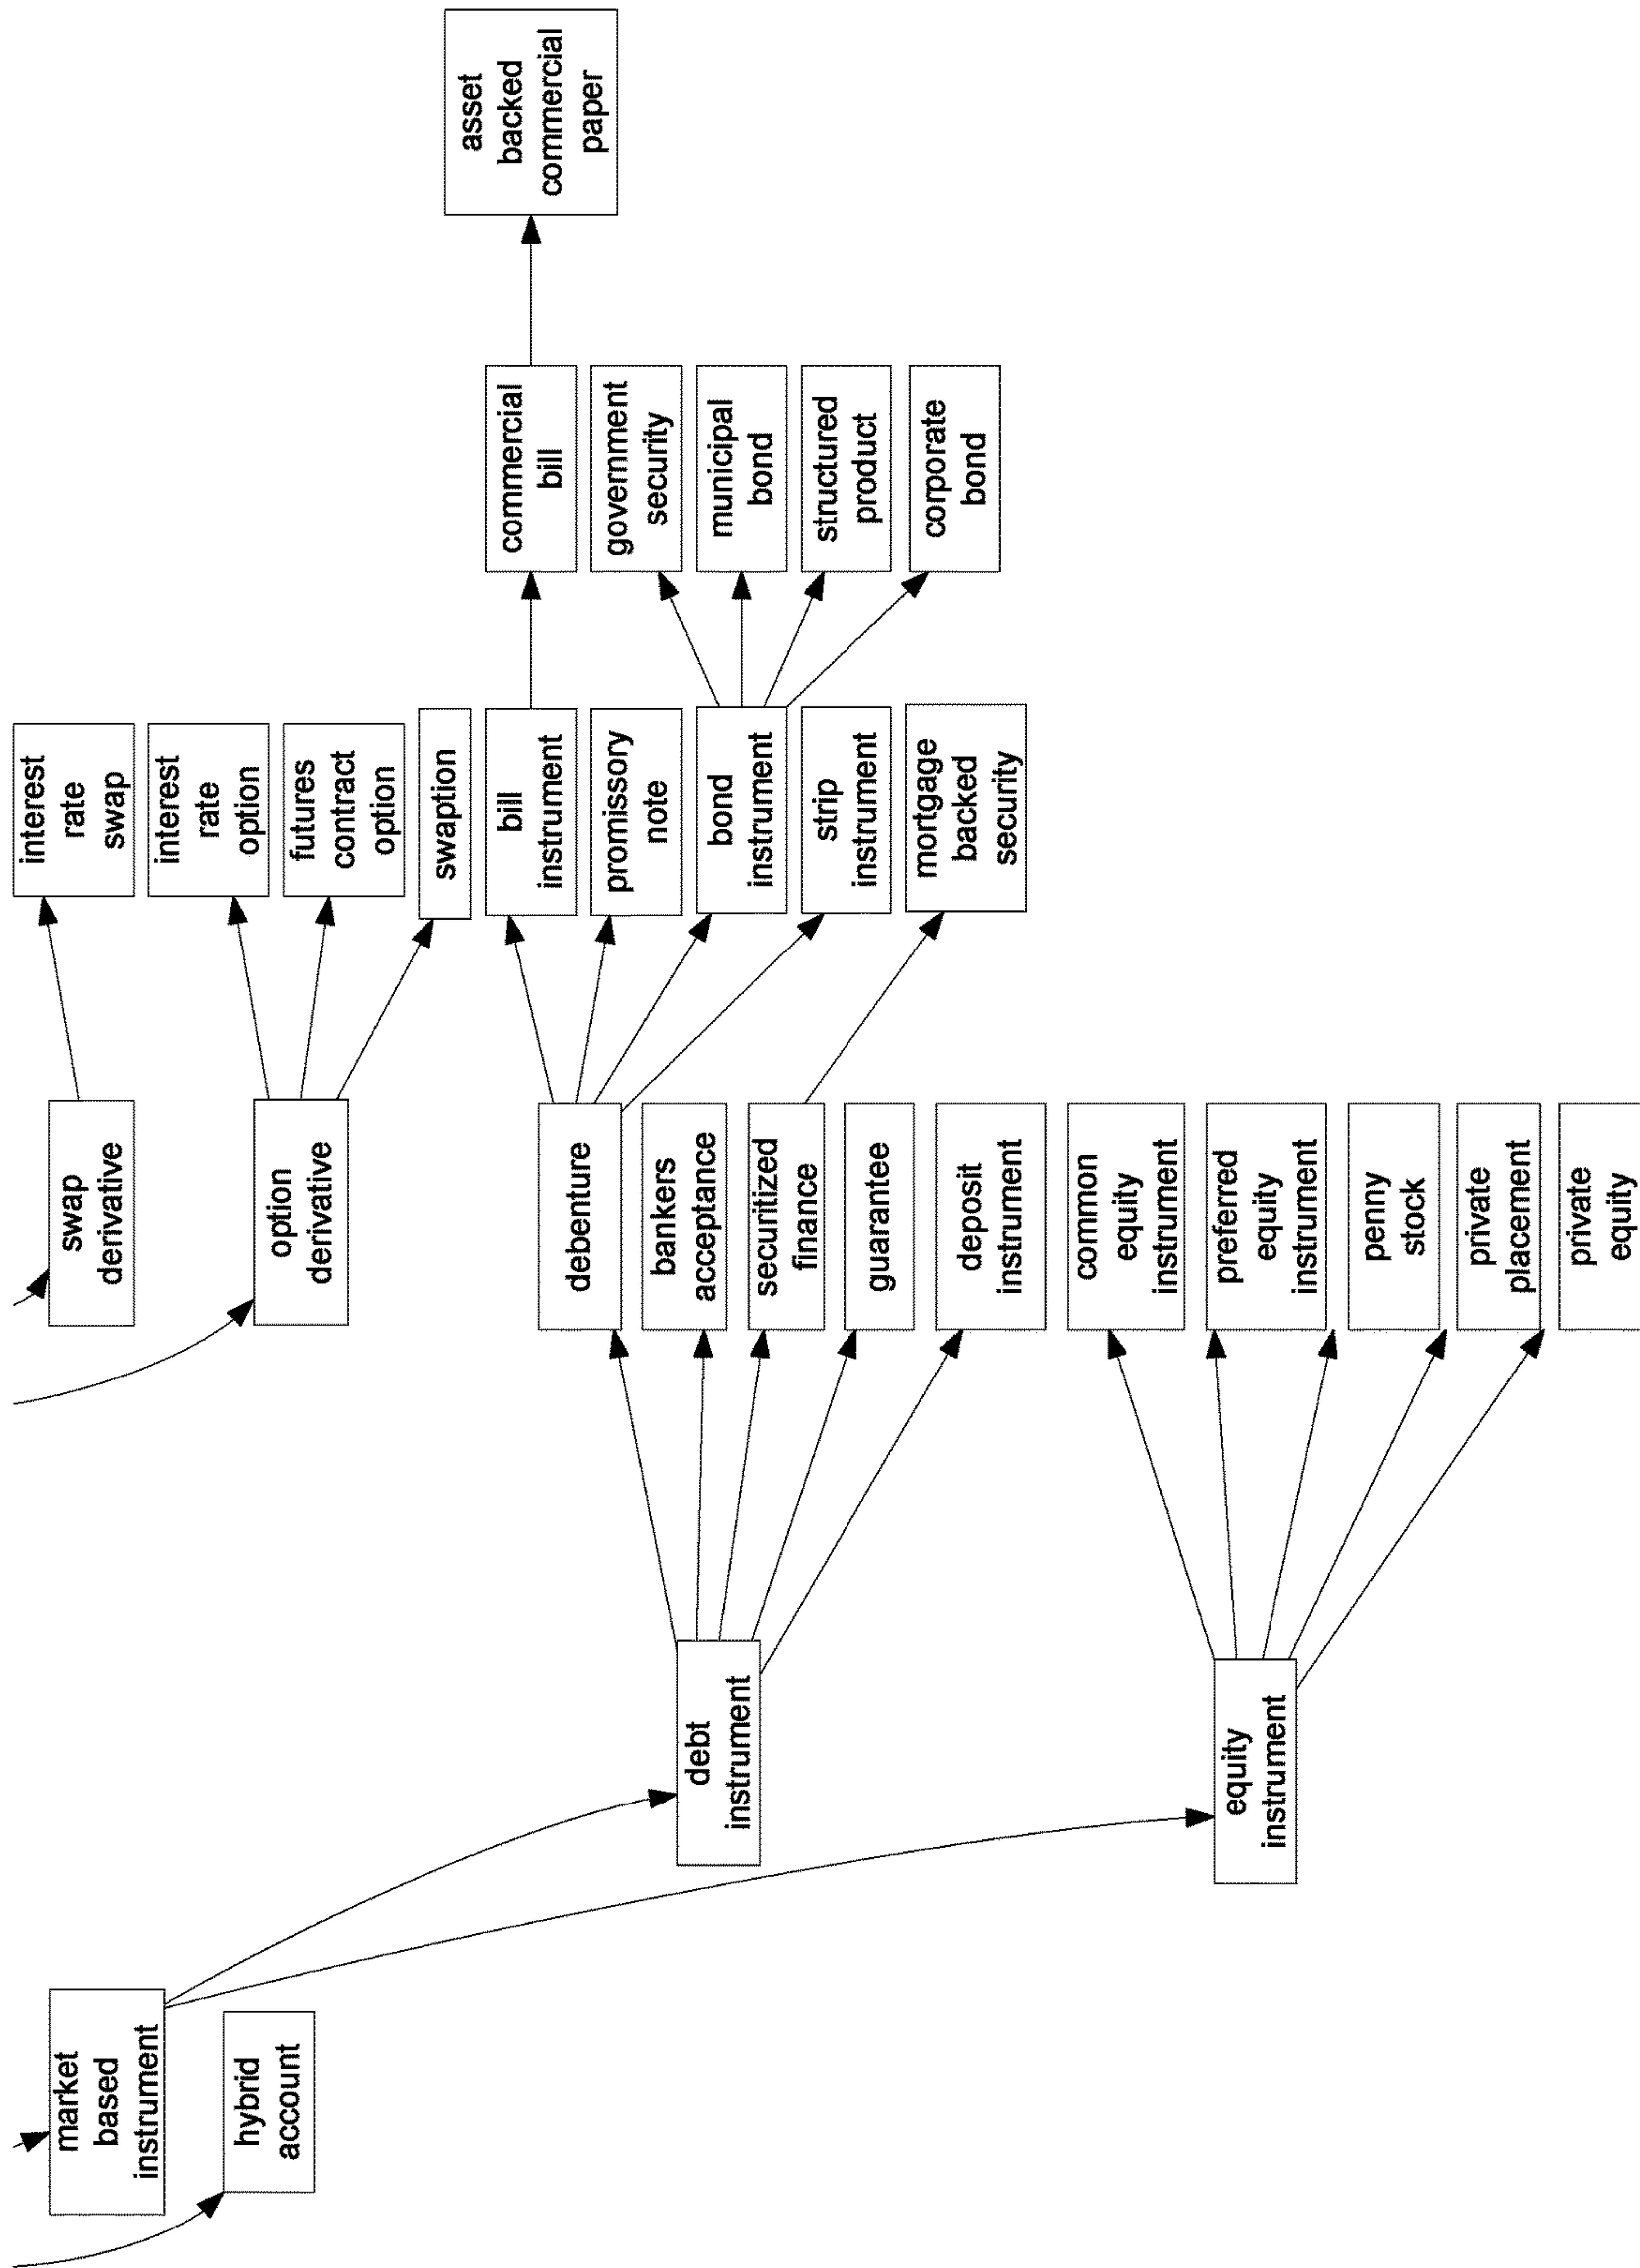 market
based
instrument
hybrid
account
debt
instrument
equity
instrument
swap
derivative
option
derivative
debenture
bankers
acceptance
securitized
finance
guarantee
deposit
instrument
common
equity
instrument
preferred
equity
instrument
penny
stock
private
placement
private
equity
interest
rate
swap
interest
rate
option
futures
contract
option
swaption
bill
instrument
promissory
note
bond
instrument
strip
instrument
mortgage
backed
security
commercial
bill
government
security
municipal
bond
structured
product
corporate
bond
asset
backed
commercial
paper